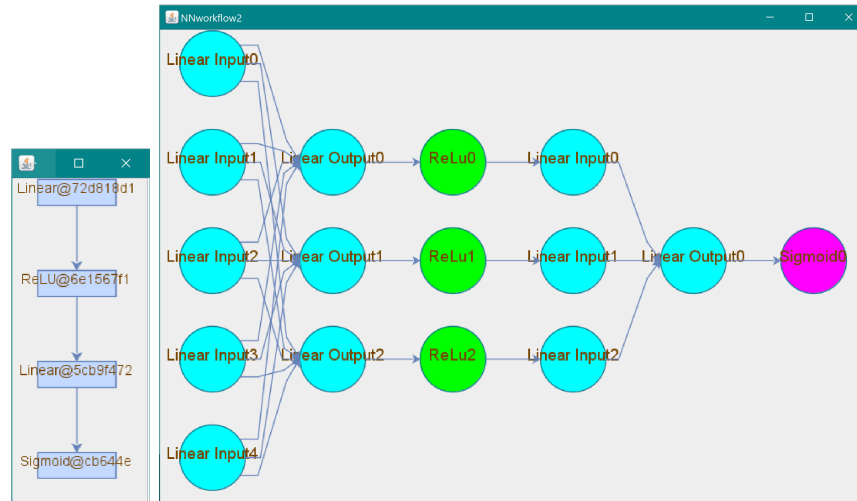 NNworkflow2
Linear@72d818d1
ReLU@6e1567f1
Linear@5cb9f472
Sigmoid@cb644e
Linear Input0
Linear Input1
Linear Input2
Linear Input3
Linear Input4
Linear Output0
Linear Output1
Linear Output2
ReLu0
ReLu1
ReLu2
Linear Input0
Linear Input1
Linear Input2
Linear Output0
Sigmoid0